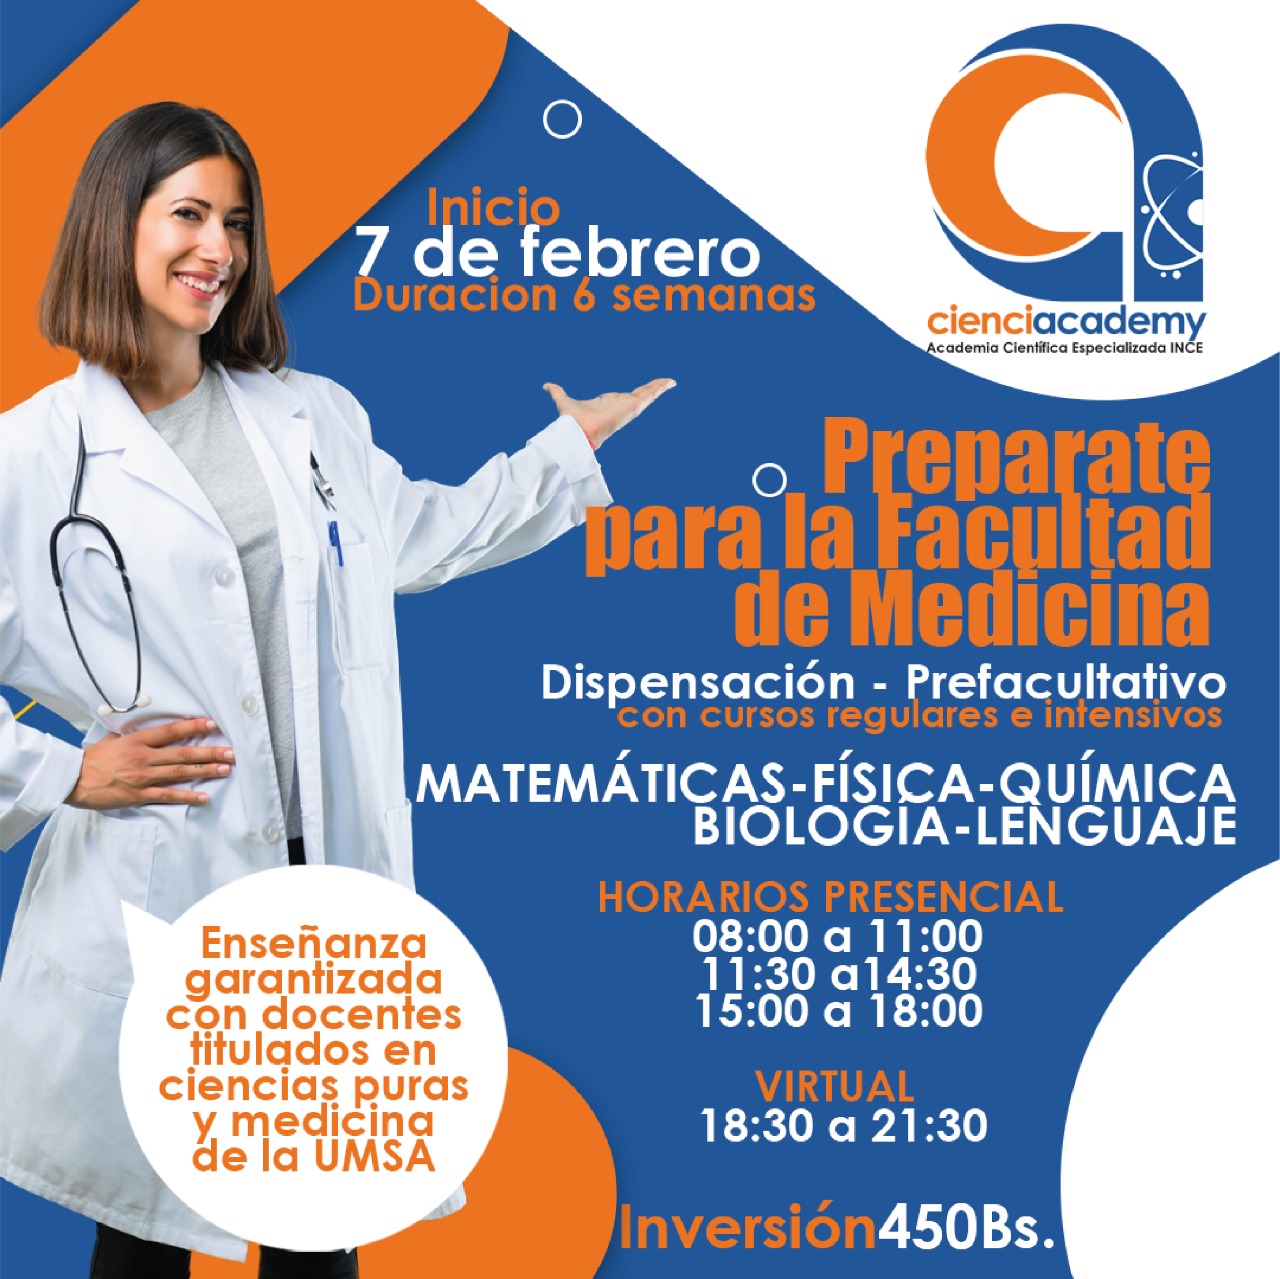 Inicio
7 de febrero
Duracion 6 semanas
cienciacademy
Academia Científica Especializada INCE
Preparate
para la Facultad
de Medicina
Dispensación - Prefacultativo
con cursos regulares e intensivos
MATEMÁTICAS-FÍSICA-QUÍMICA
BIOLOGÍA-LENGUAJE
HORARIOS PRESENCIAL
08:00 a 11:00
11:30 a14:30
15:00 a 18:00
VIRTUAL
18:30 a 21:30
Inversión450Bs.
Enseñanza
garantizada
con docentes
titulados en
ciencias puras
y medicina
de la UMSA